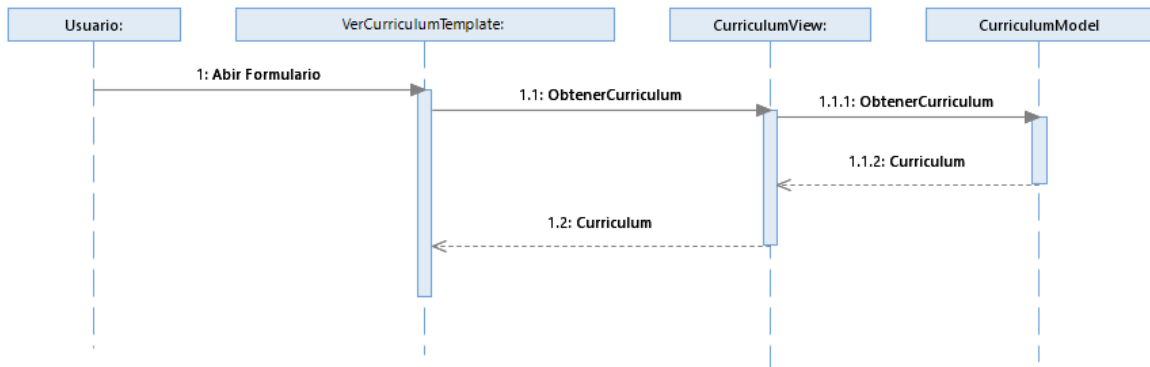 Usuario:
VerCurriculumTemplate:
CurriculumView:
CurriculumModel
1: Abir Formulario
1.1: ObtenerCurriculum
1.1.1: ObtenerCurriculum
1.1.2: Curriculum
1.2: Curriculum